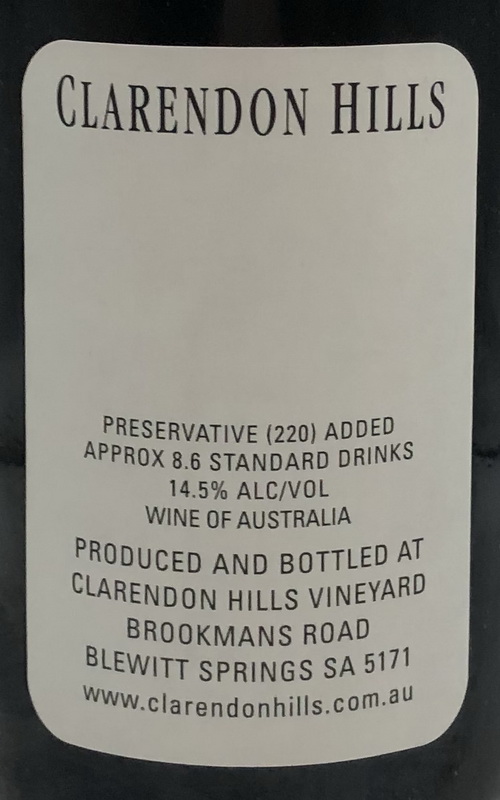 CLARENDON HILLS
PRESERVATIVE (220) ADDED
APPROX 8.6 STANDARD DRINKS
14.5% ALC/VOL
WINE OF AUSTRALIA
PRODUCED AND BOTTLED AT
CLARENDON HILLS VINEYARD
BROOKMANS ROAD
BLEWITT SPRINGS SA 5171
www.clarendonhills.com.au